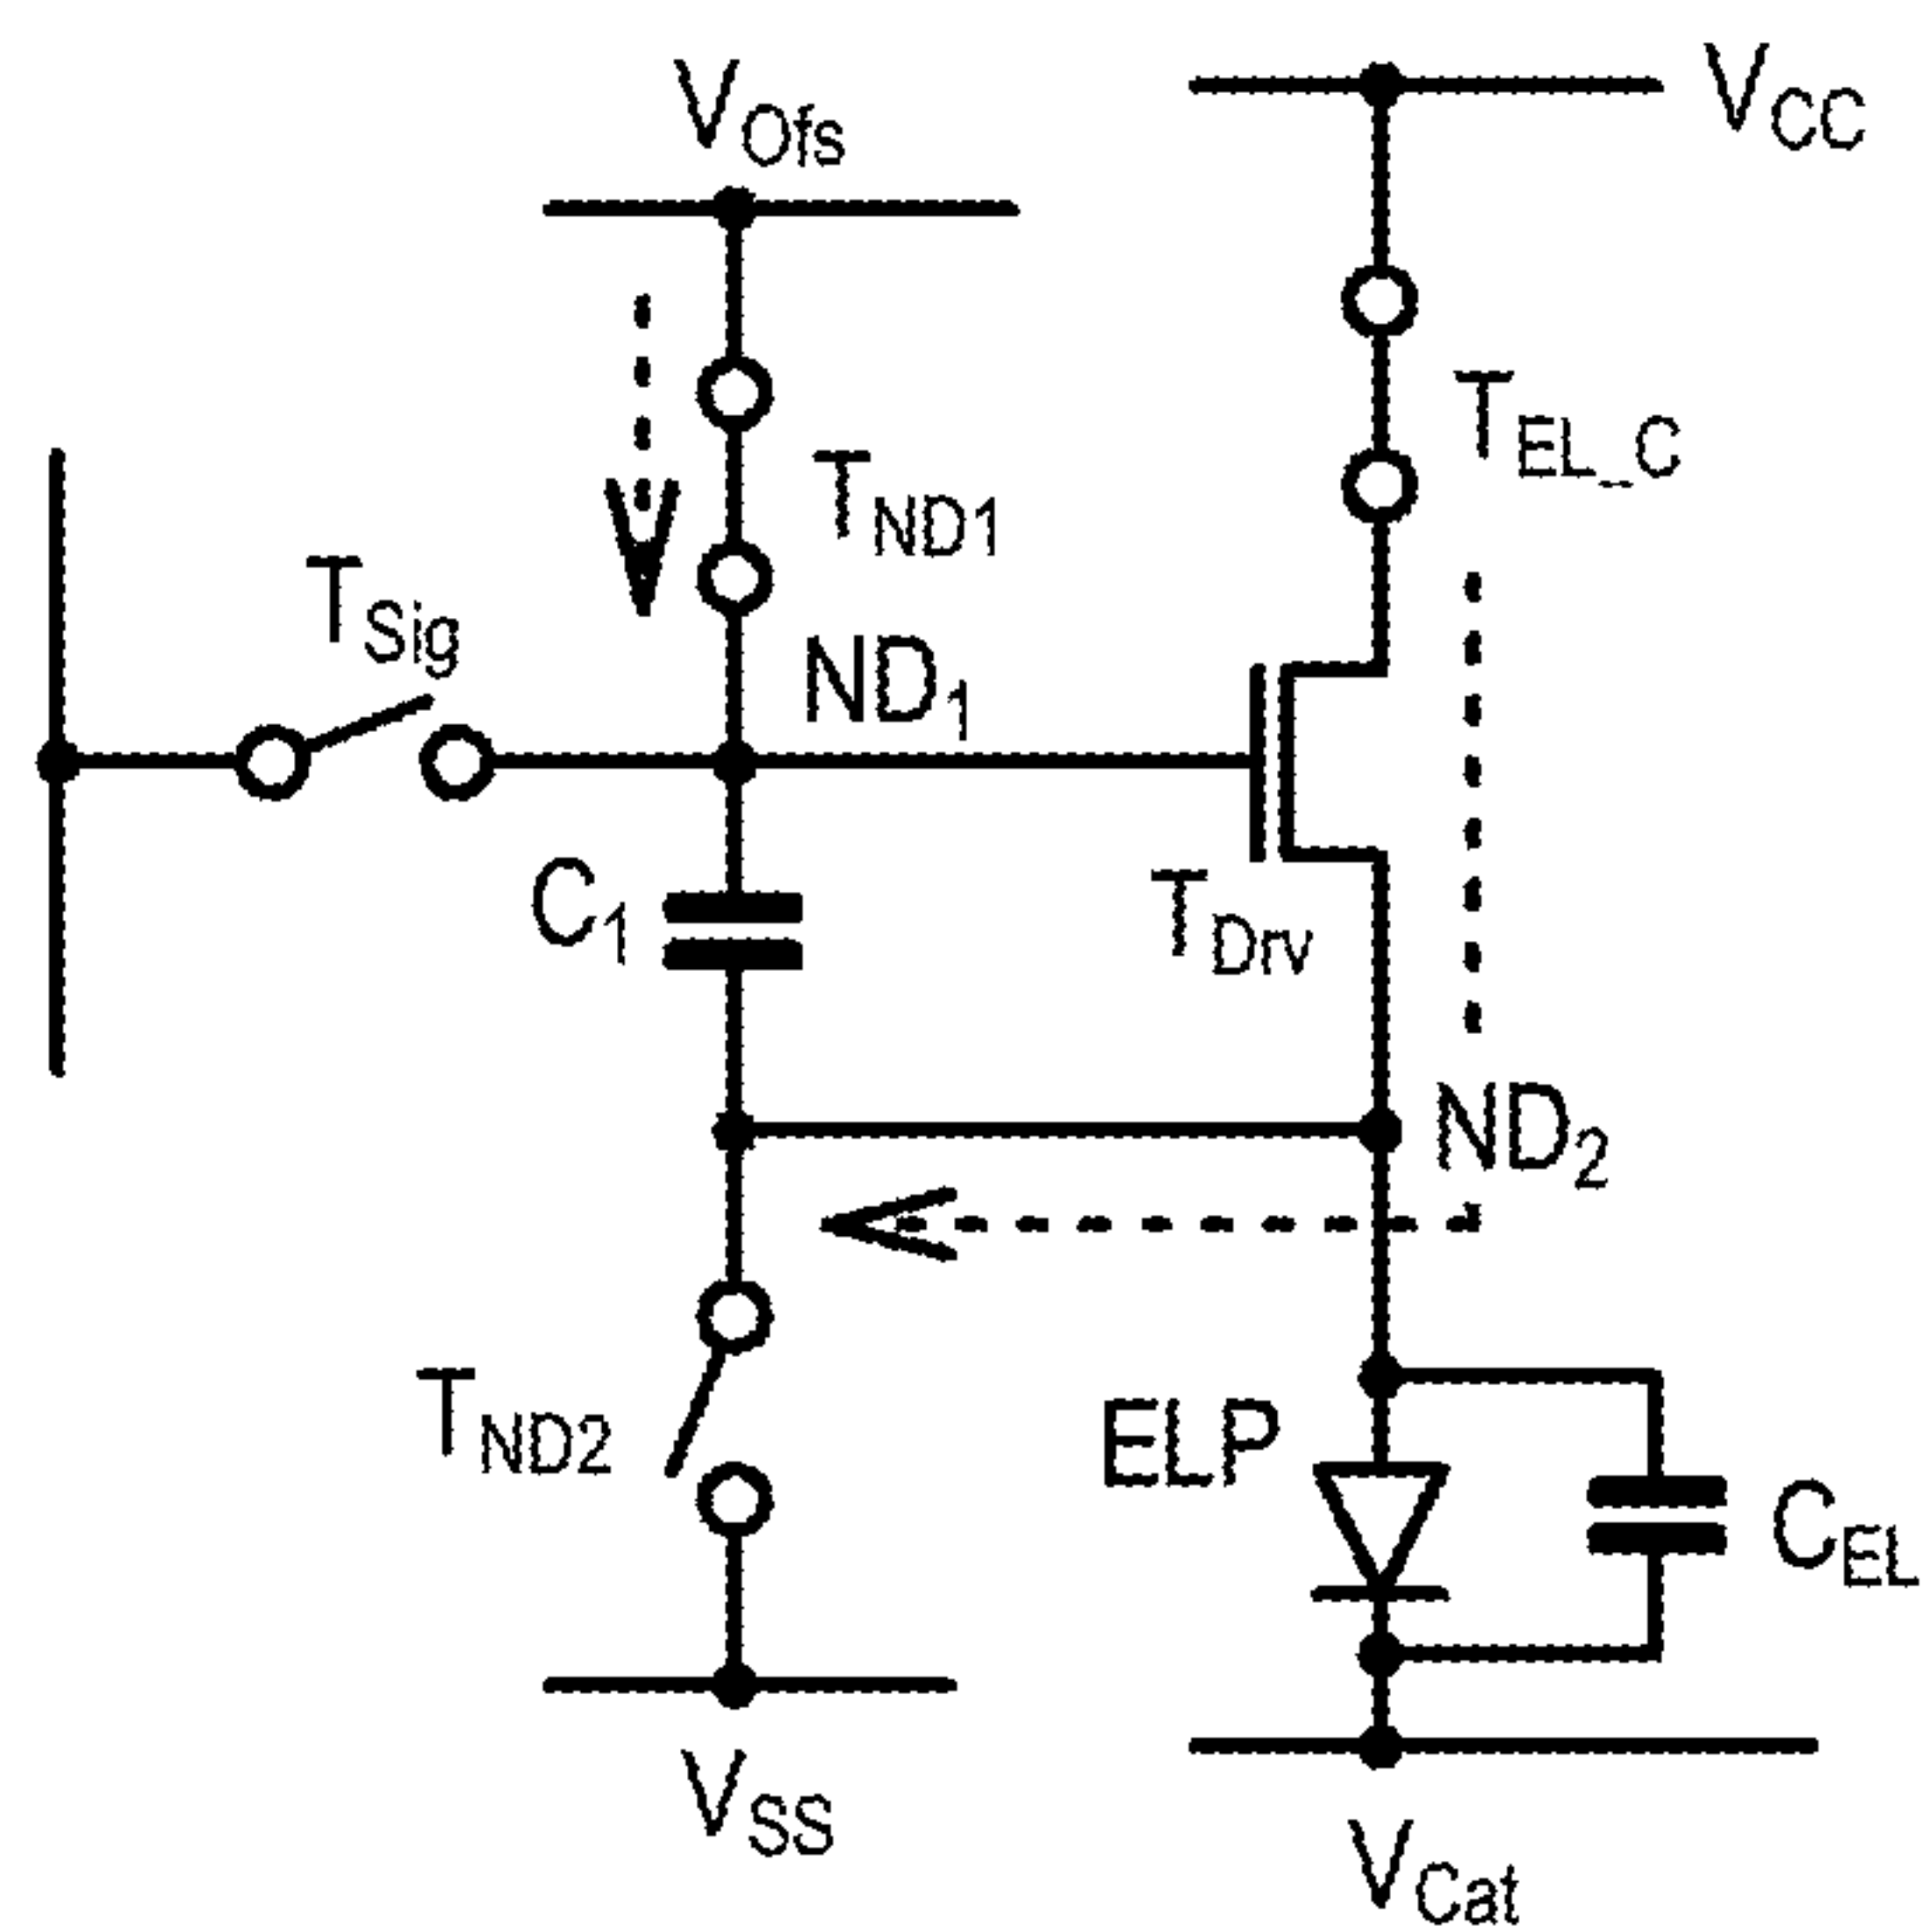 VOfs
VCC
TEL_C
TND1
TSig
ND1
C1
TDrv
ND2
TND2
ELP
CEL
VSS
VCat